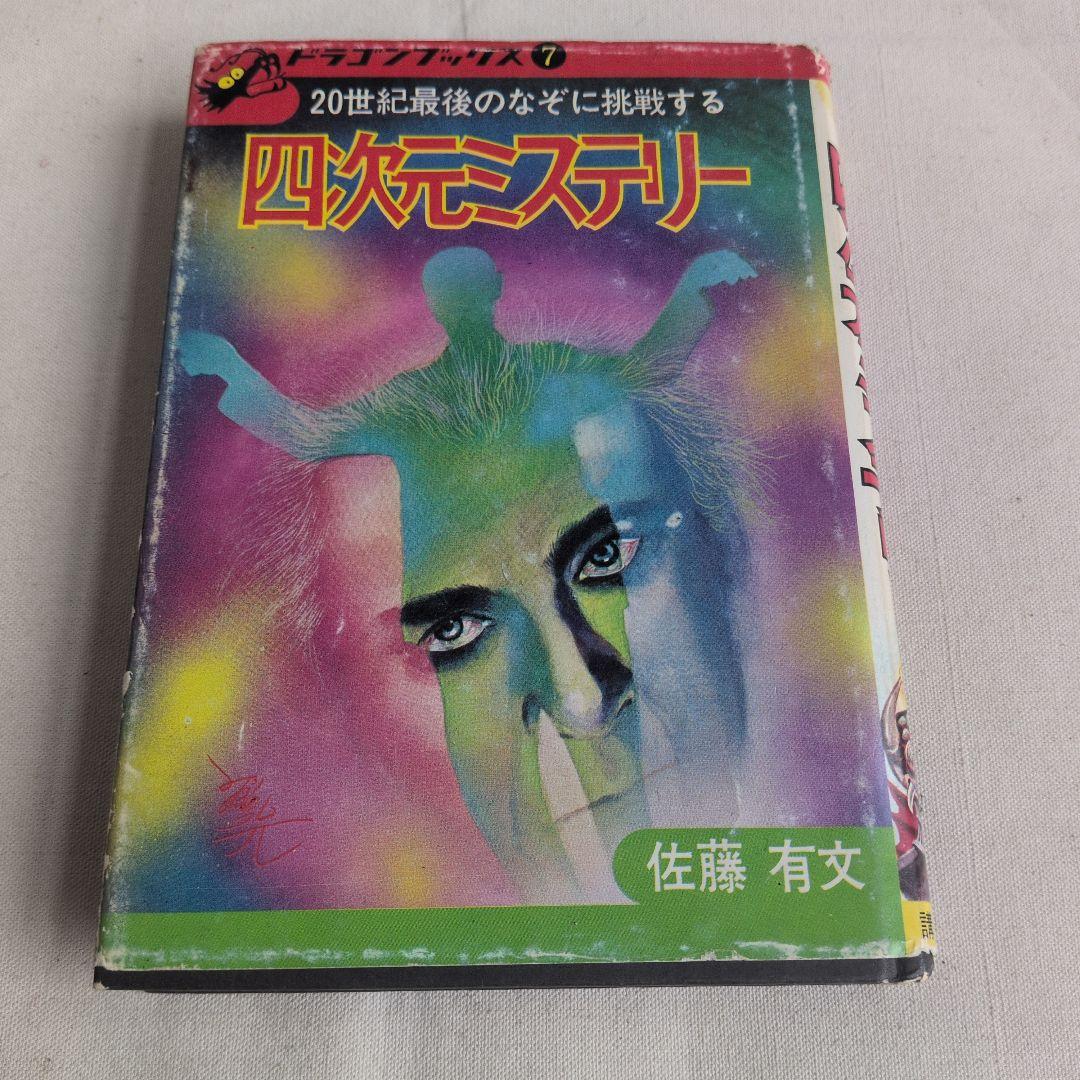 ドラゴンブックス7
20世紀最後のなぞに挑戦する
四次元ミステリー
佐藤 有文
講